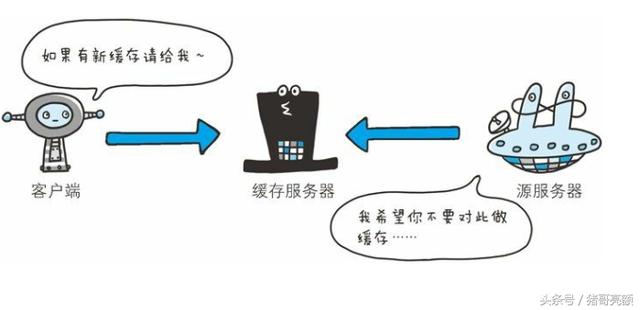 如果有新缓存请给我～
客户端
缓存服务器
源服务器
我希望你不要对此做
缓存……
头条号／猪哥亮额